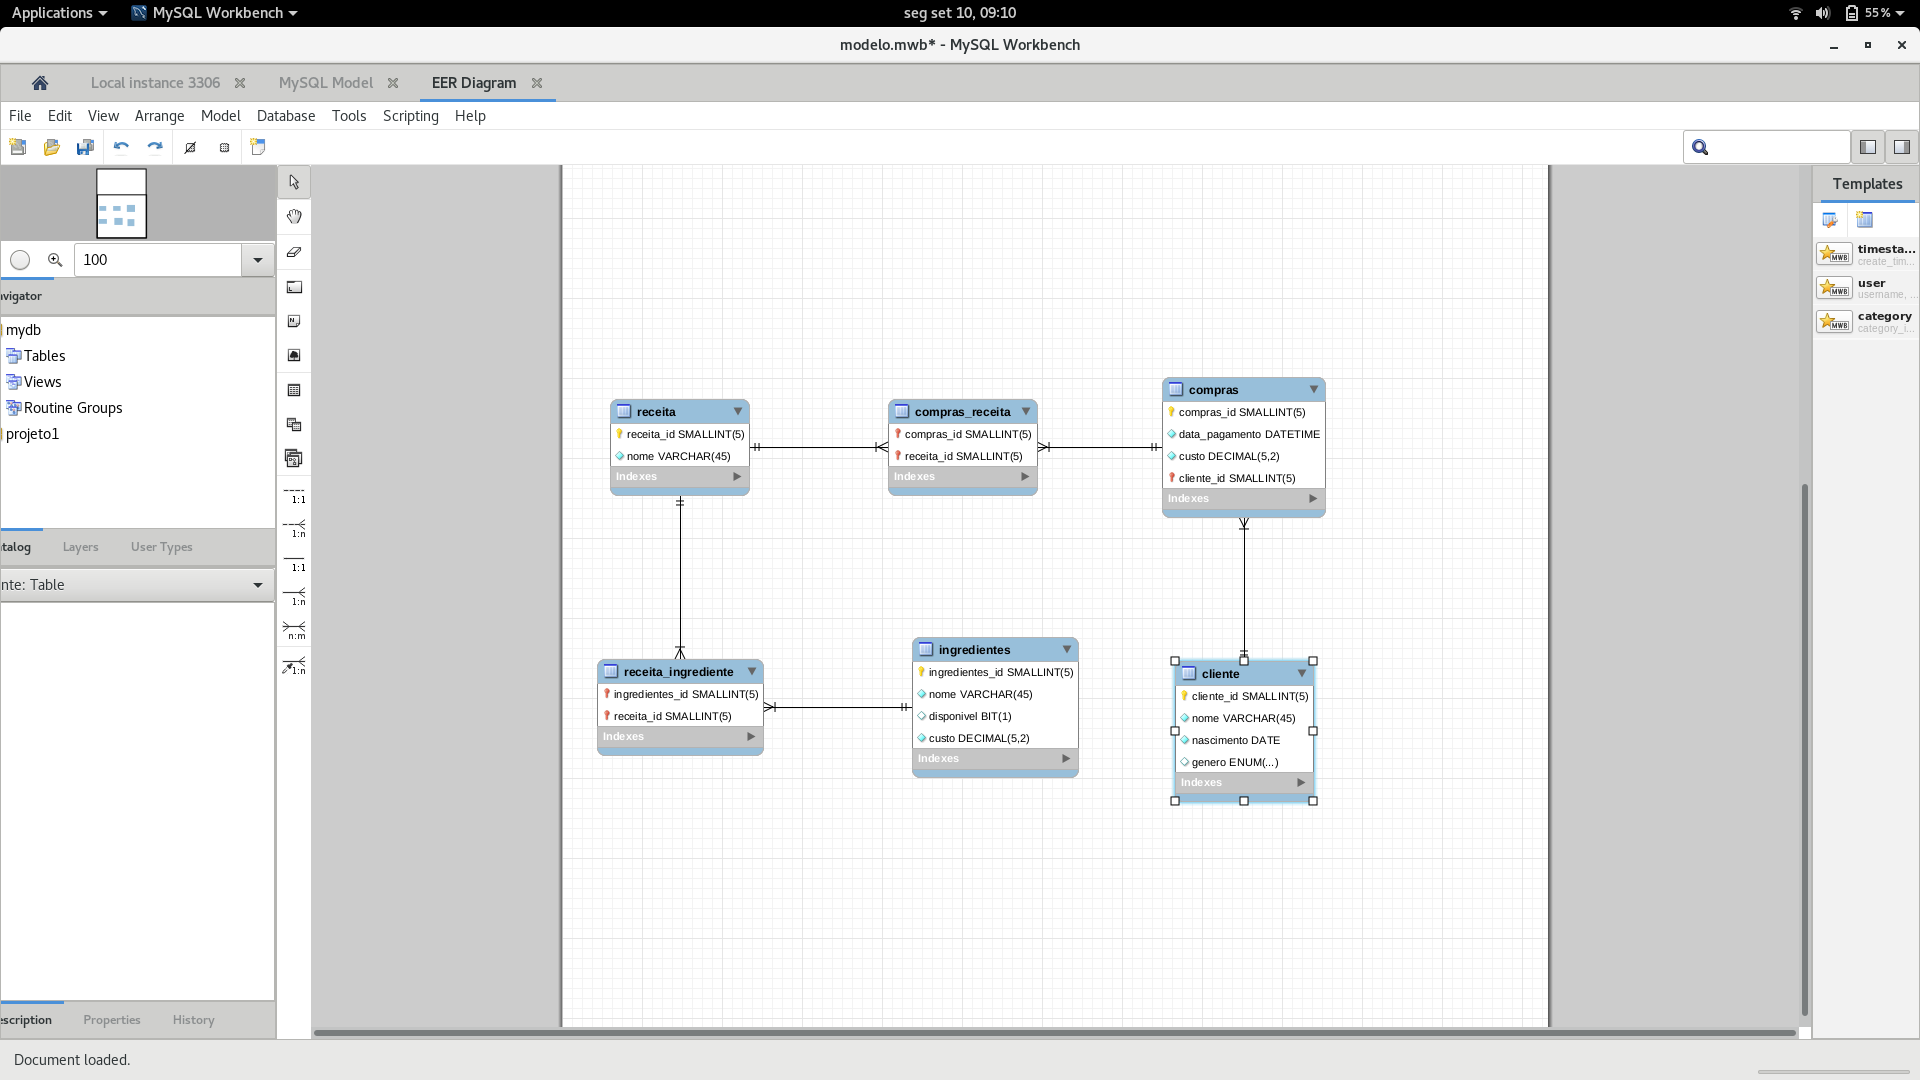 Applications
MySQL Workbench
seg set 10, 09:10
55%
modelo.mwb* - MySQL Workbench
Local instance 3306
MySQL Model
EER Diagram
File Edit View Arrange Model Database Tools Scripting Help
100
avigator
mydb
Tables
Views
Routine Groups
projeto1
atalog Layers User Types
nte: Table
escription Properties History
Document loaded.
1:1
1:n
1:1
1:n
n:m
1:n
receita
receita_id SMALLINT(5)
nome VARCHAR(45)
Indexes
compras_receita
compras_id SMALLINT(5)
receita_id SMALLINT(5)
Indexes
compras
compras_id SMALLINT(5)
data_pagamento DATETIME
custo DECIMAL(5,2)
cliente_id SMALLINT(5)
Indexes
receita_ingrediente
ingredientes_id SMALLINT(5)
receita_id SMALLINT(5)
Indexes
ingredientes
ingredientes_id SMALLINT(5)
nome VARCHAR(45)
disponivel BIT(1)
custo DECIMAL(5,2)
Indexes
cliente
cliente_id SMALLINT(5)
nome VARCHAR(45)
nascimento DATE
genero ENUM(...)
Indexes
Templates
timesta...
create_tim...
user
username, ...
category
category_i...
MWB
MWB
MWB